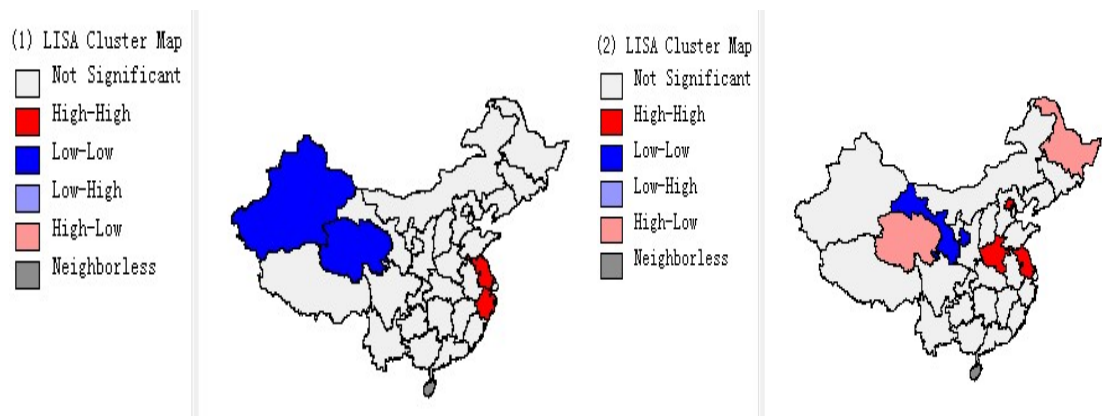 (1) LISA Cluster Map
Not Significant
High-High
Low-Low
Low-High
High-Low
Neighborless
(2) LISA Cluster Map
Not Significant
High-High
Low-Low
Low-High
High-Low
Neighborless